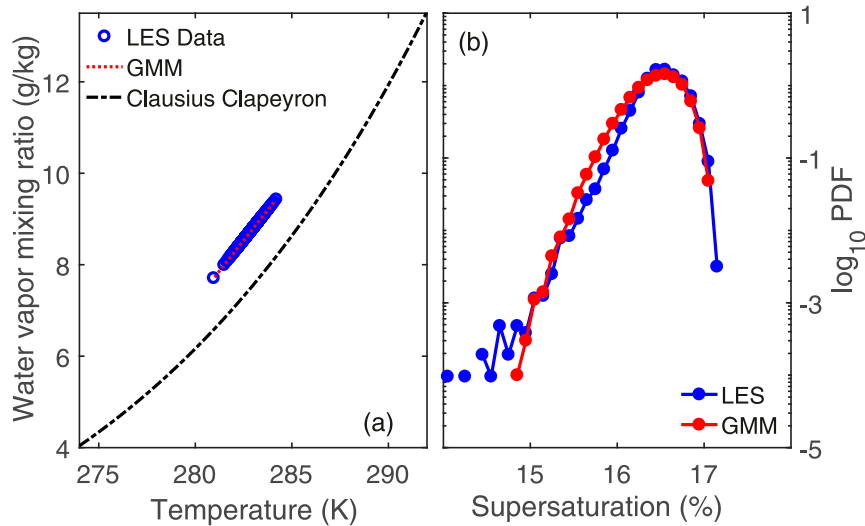 LES Data
GMM
Clausius Clapeyron
(a)
12
10
8
6
4
275
280
285
290
Temperature (K)
Water vapor mixing ratio (g/kg)
(b)
LES
GMM
15
16
17
Supersaturation (%)
1
-1
-3
-5
log10 PDF